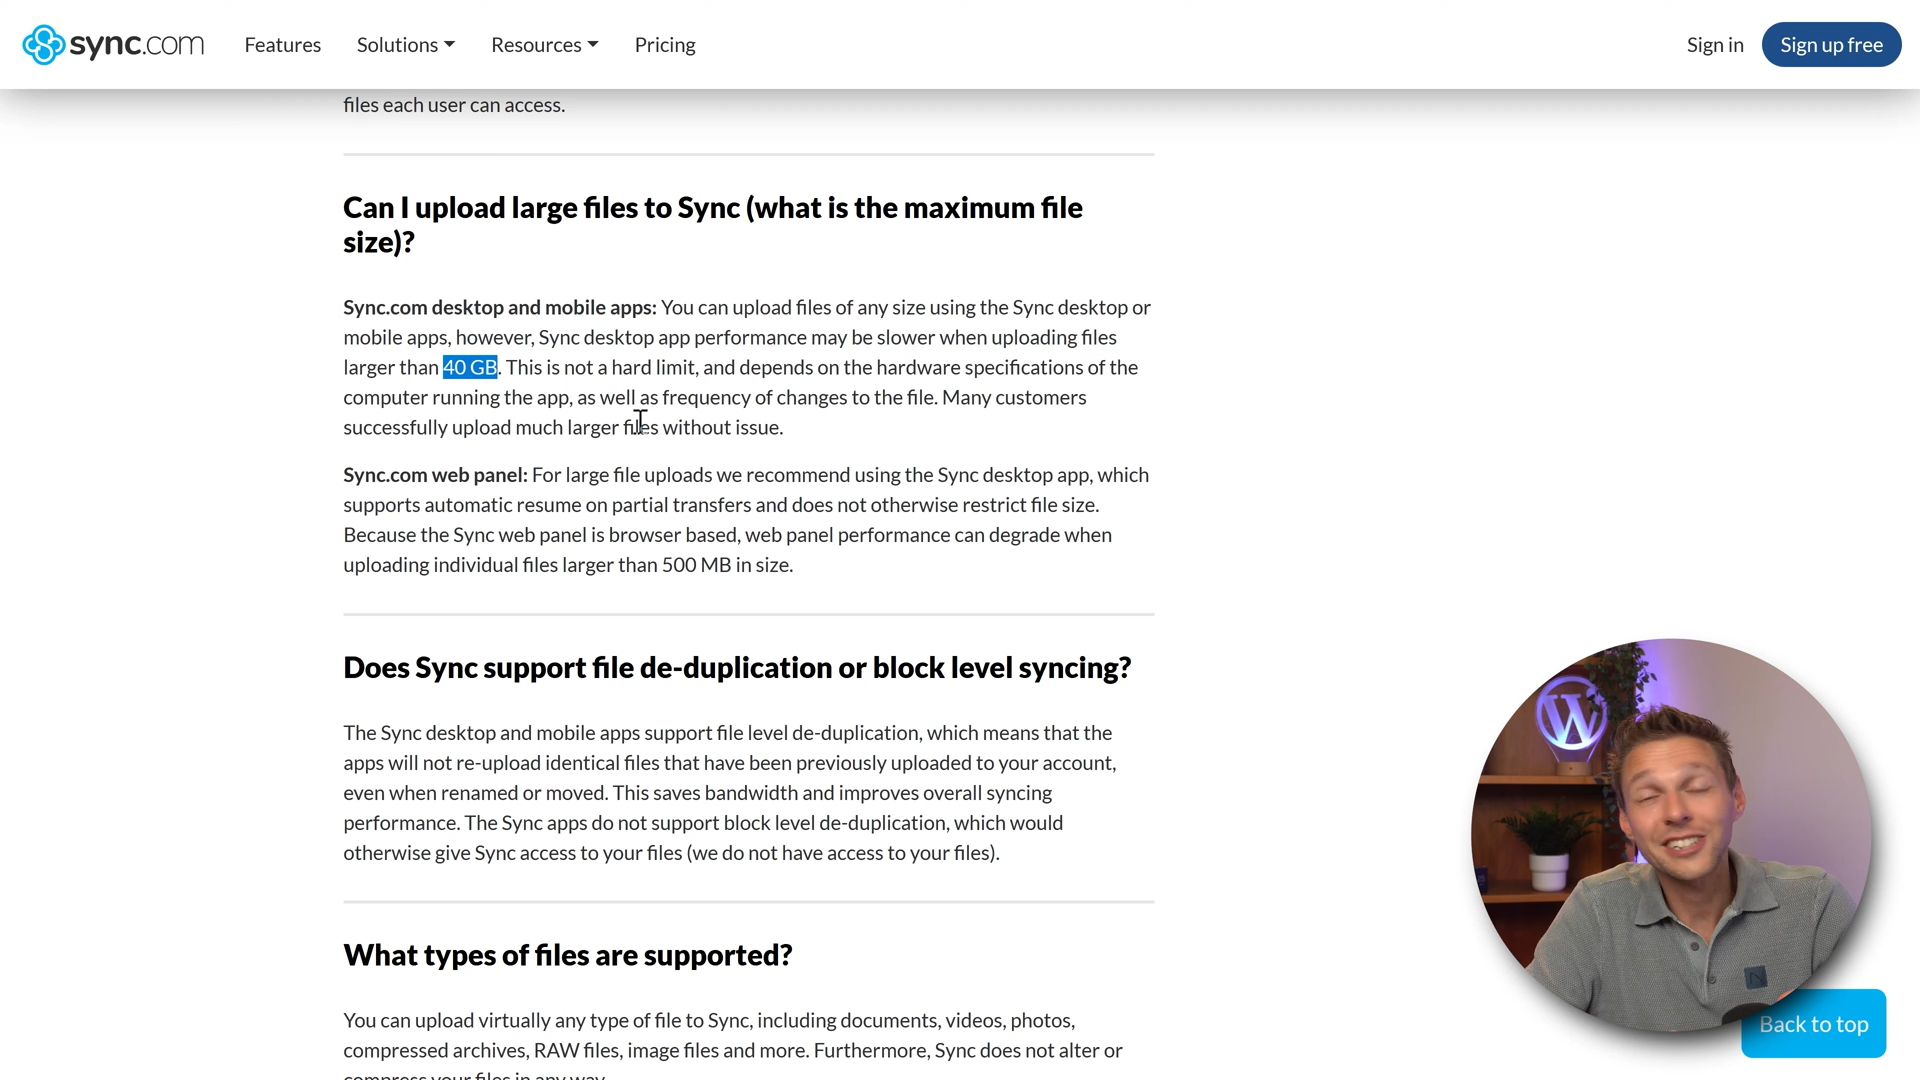 sync.com Features Solutions Resources Pricing Sign in Sign up free
files each user can access.
Can I upload large files to Sync (what is the maximum file
size)?
Sync.com desktop and mobile apps: You can upload files of any size using the Sync desktop or
mobile apps, however, Sync desktop app performance may be slower when uploading files
larger than 40 GB. This is not a hard limit, and depends on the hardware specifications of the
computer running the app, as well as frequency of changes to the file. Many customers
successfully upload much larger files without issue.
Sync.com web panel: For large file uploads we recommend using the Sync desktop app, which
supports automatic resume on partial transfers and does not otherwise restrict file size.
Because the Sync web panel is browser based, web panel performance can degrade when
uploading individual files larger than 500 MB in size.
Does Sync support file de-duplication or block level syncing?
The Sync desktop and mobile apps support file level de-duplication, which means that the
apps will not re-upload identical files that have been previously uploaded to your account,
even when renamed or moved. This saves bandwidth and improves overall syncing
performance. The Sync apps do not support block level de-duplication, which would
otherwise give Sync access to your files (we do not have access to your files).
What types of files are supported?
You can upload virtually any type of file to Sync, including documents, videos, photos,
compressed archives, RAW files, image files and more. Furthermore, Sync does not alter or
compress your files in any way.
W
N
Back to top